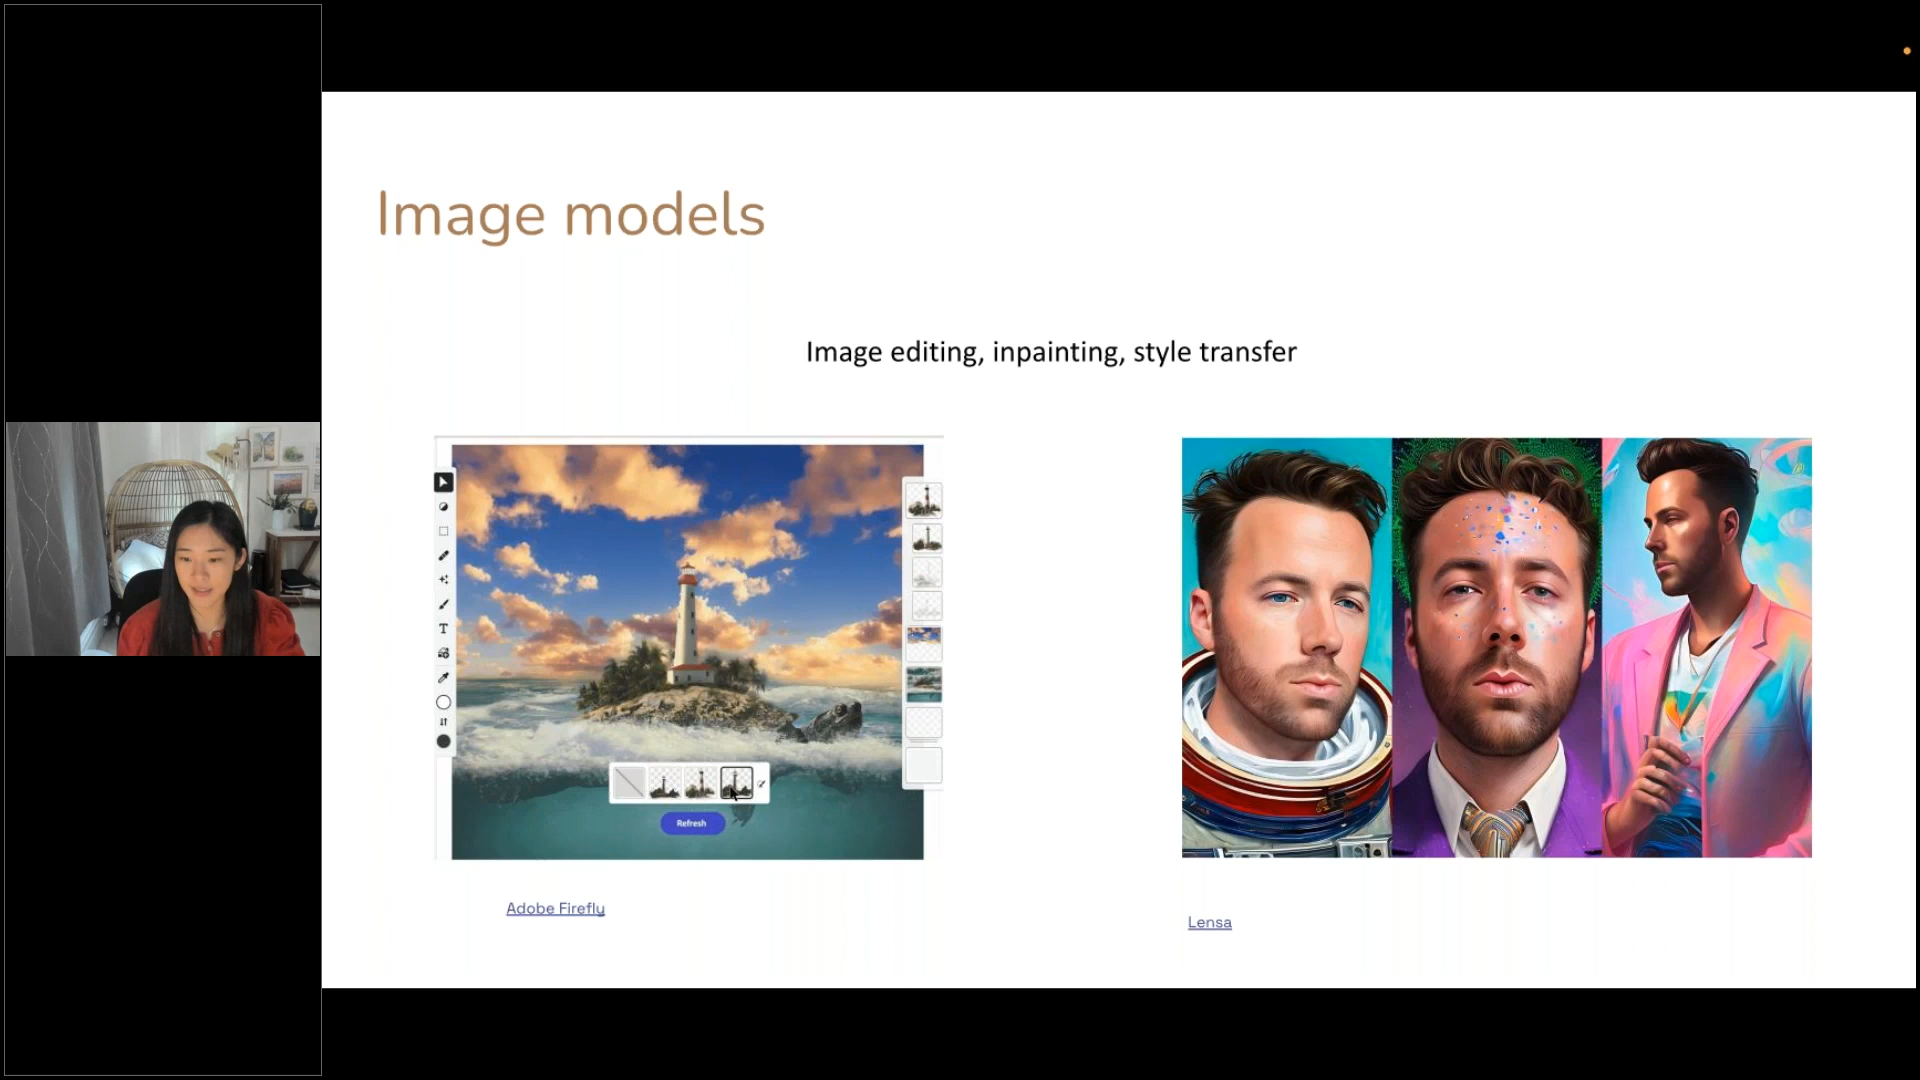 Image models
Image editing, inpainting, style transfer
T
Refresh
Adobe Firefly
Lensa